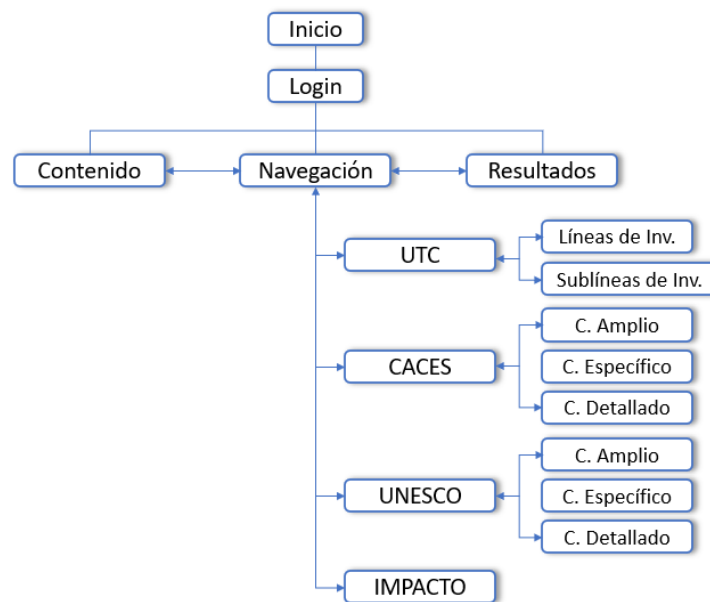 Inicio
Login
Contenido
Navegación
Resultados
UTC
Líneas de Inv.
Sublíneas de Inv.
CACES
C. Amplio
C. Específico
C. Detallado
UNESCO
C. Amplio
C. Específico
C. Detallado
IMPACTO